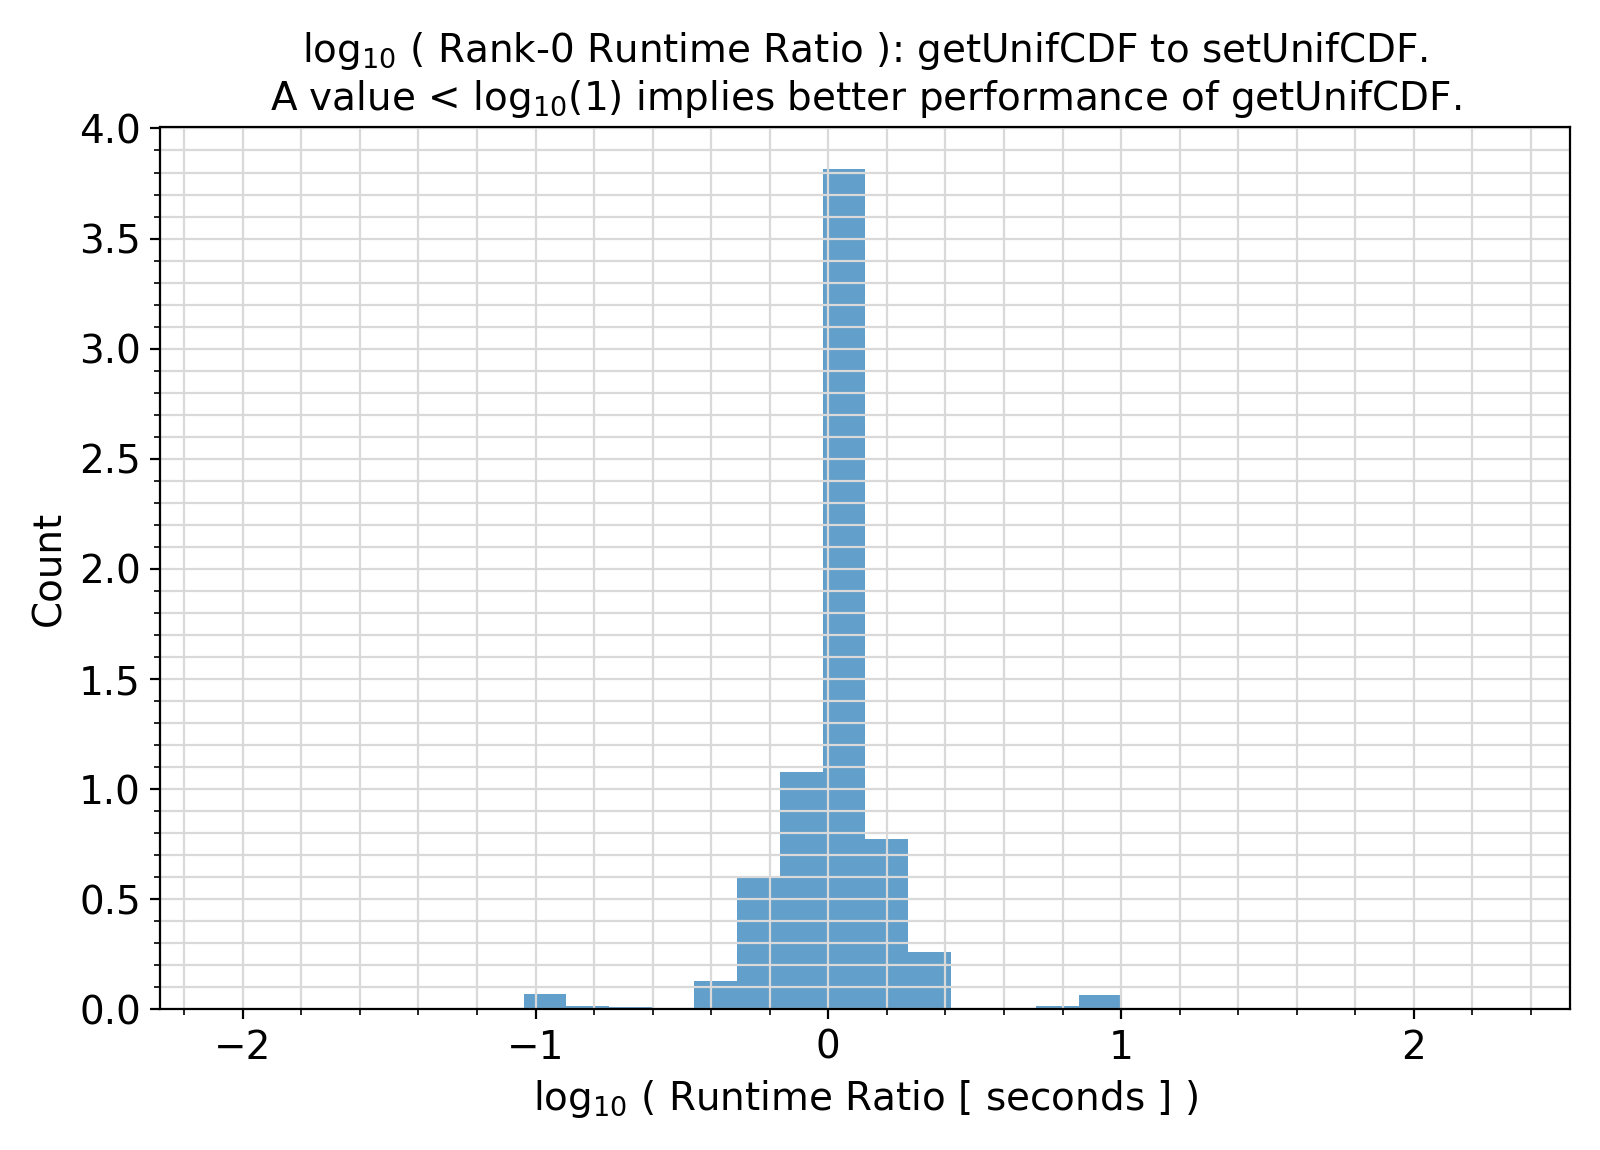 log₁₀ ( Rank-0 Runtime Ratio ): getUnifCDF to setUnifCDF.
A value < log₁₀(1) implies better performance of getUnifCDF.
4.0
3.5
3.0
2.5
2.0
1.5
1.0
0.5
0.0
Count
−2 −1 0 1 2
log₁₀ ( Runtime Ratio [ seconds ] )